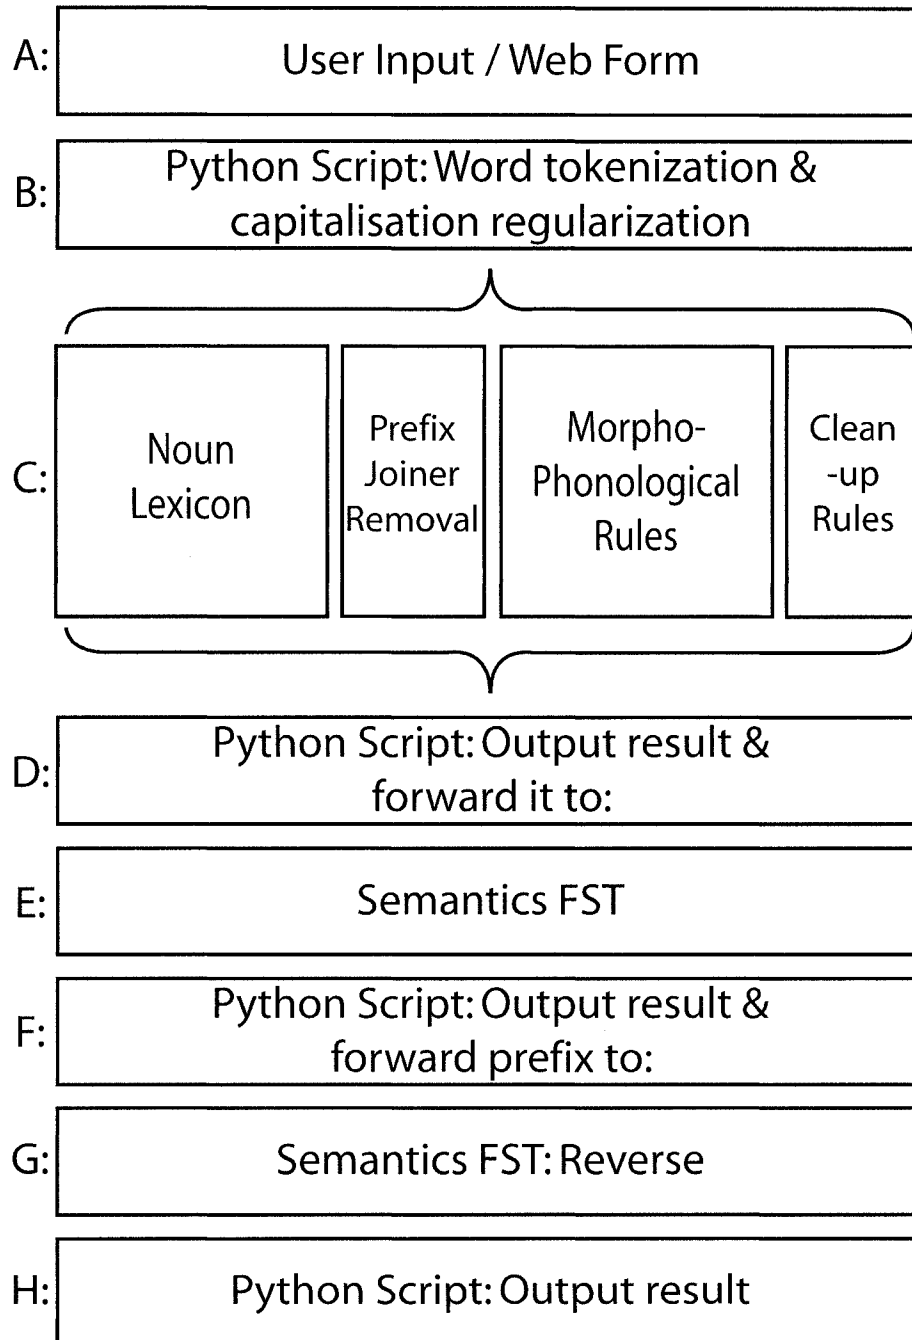 A: User Input / Web Form
B: Python Script: Word tokenization &
capitalisation regularization
C: Noun
Lexicon
Prefix
Joiner
Removal
Morpho-
Phonological
Rules
Clean
-up
Rules
D: Python Script: Output result &
forward it to:
E: Semantics FST
F: Python Script: Output result &
forward prefix to:
G: Semantics FST: Reverse
H: Python Script: Output result